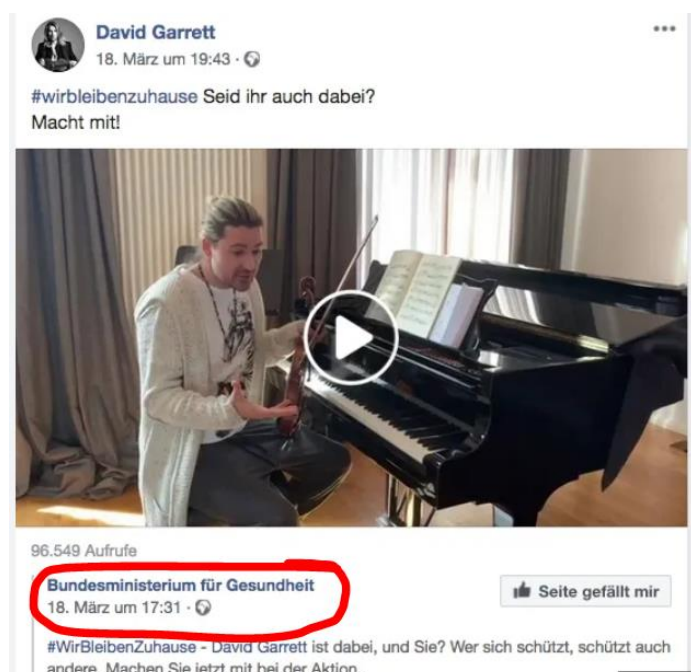 David Garrett
18. März um 19:43 ·
#wirbleibenzuhause Seid ihr auch dabei?
Macht mit!
96.549 Aufrufe
Bundesministerium für Gesundheit
18. März um 17:31 ·
Seite gefällt mir
#WirBleibenZuhause - David Garrett ist dabei, und Sie? Wer sich schützt, schützt auch
andere. Machen Sie jetzt mit bei der Aktion